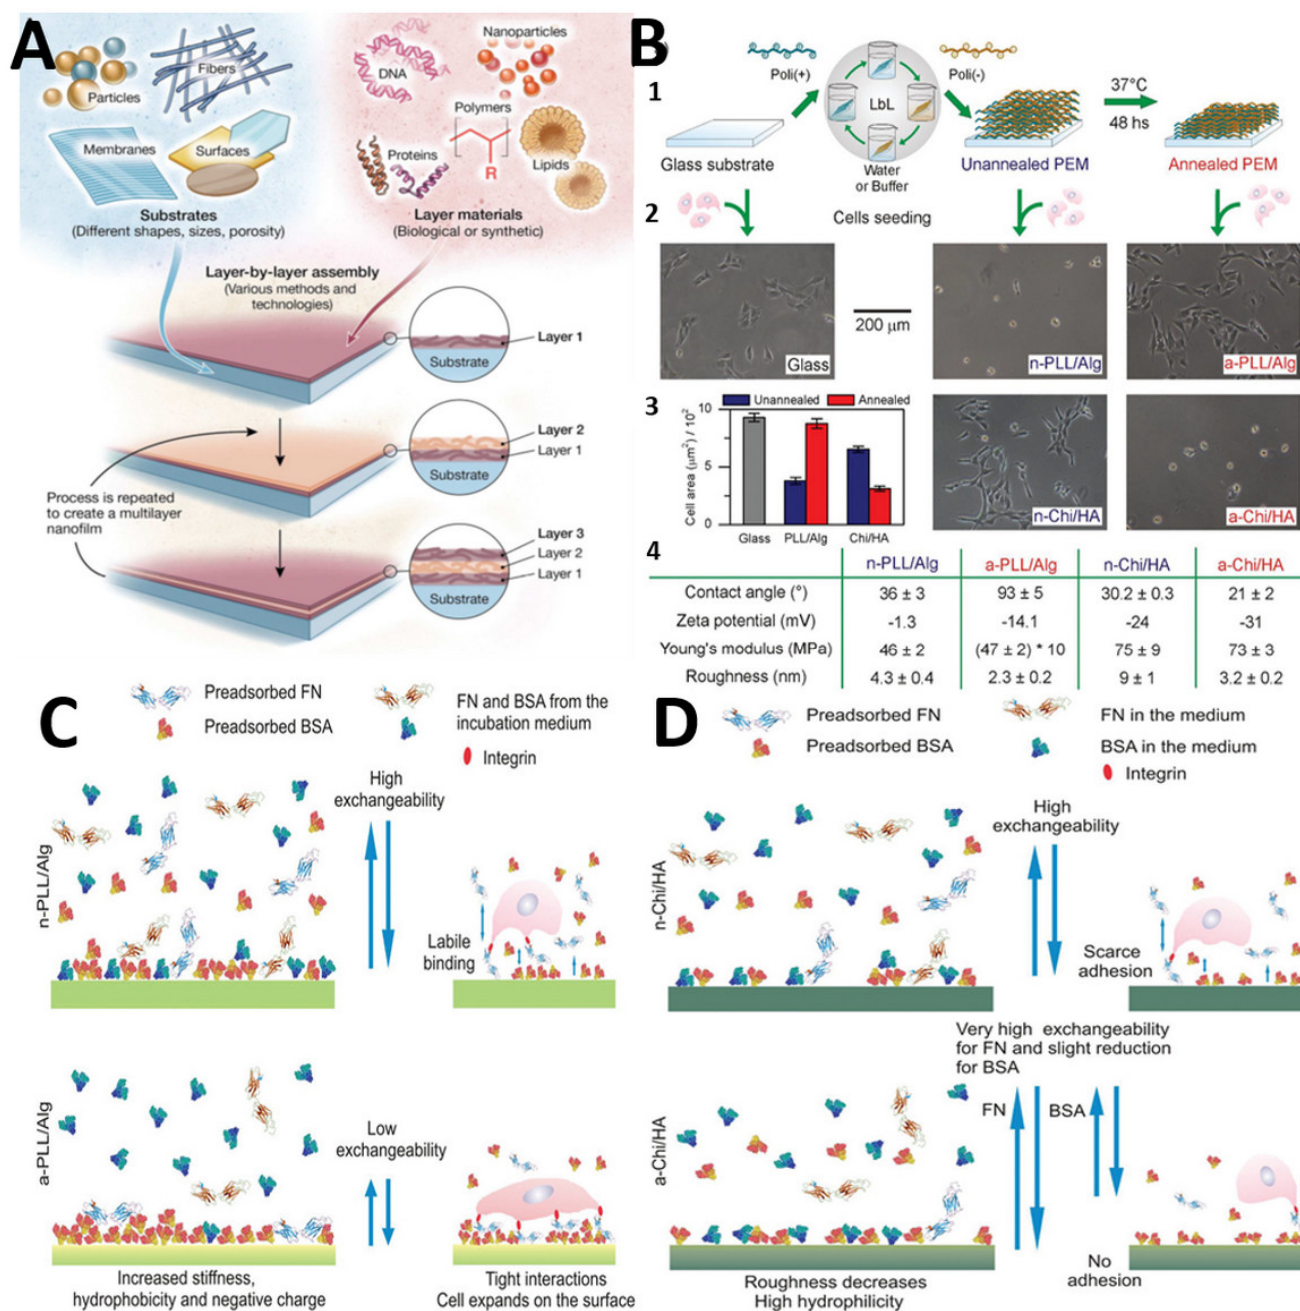 A
Particles
Fibers
Membranes
Surfaces
Substrates
(Different shapes, sizes, porosity)
DNA
Nanoparticles
Polymers
R
Proteins
Lipids
Layer materials
(Biological or synthetic)
Layer-by-layer assembly
(Various methods and
technologies)
Layer 1
Substrate
Layer 2
Layer 1
Substrate
Process is repeated
to create a multilayer
nanofilm
Layer 3
Layer 2
Layer 1
Substrate
B
1
Poli(+)
LbL
Poli(-)
37°C
48 hs
Glass substrate
Water
or Buffer
Unannealed PEM
Annealed PEM
2
Cells seeding
Glass
200 µm
n-PLL/Alg
a-PLL/Alg
3
Unannealed
Annealed
Cell area (µm²) / 10²
10
5
0
Glass
PLL/Alg
Chi/HA
n-Chi/HA
a-Chi/HA
4
n-PLL/Alg a-PLL/Alg n-Chi/HA a-Chi/HA
Contact angle (°) 36 ± 3 93 ± 5 30.2 ± 0.3 21 ± 2
Zeta potential (mV) -1.3 -14.1 -24 -31
Young's modulus (MPa) 46 ± 2 (47 ± 2) * 10 75 ± 9 73 ± 3
Roughness (nm) 4.3 ± 0.4 2.3 ± 0.2 9 ± 1 3.2 ± 0.2
C
Preadsorbed FN
Preadsorbed BSA
FN and BSA from the
incubation medium
Integrin
n-PLL/Alg
High
exchangeability
Labile
binding
a-PLL/Alg
Low
exchangeability
Increased stiffness,
hydrophobicity and negative charge
Tight interactions
Cell expands on the surface
D
Preadsorbed FN
Preadsorbed BSA
FN in the medium
BSA in the medium
Integrin
n-Chi/HA
High
exchangeability
Scarce
adhesion
Very high exchangeability
for FN and slight reduction
for BSA
a-Chi/HA
FN
BSA
No
adhesion
Roughness decreases
High hydrophilicity